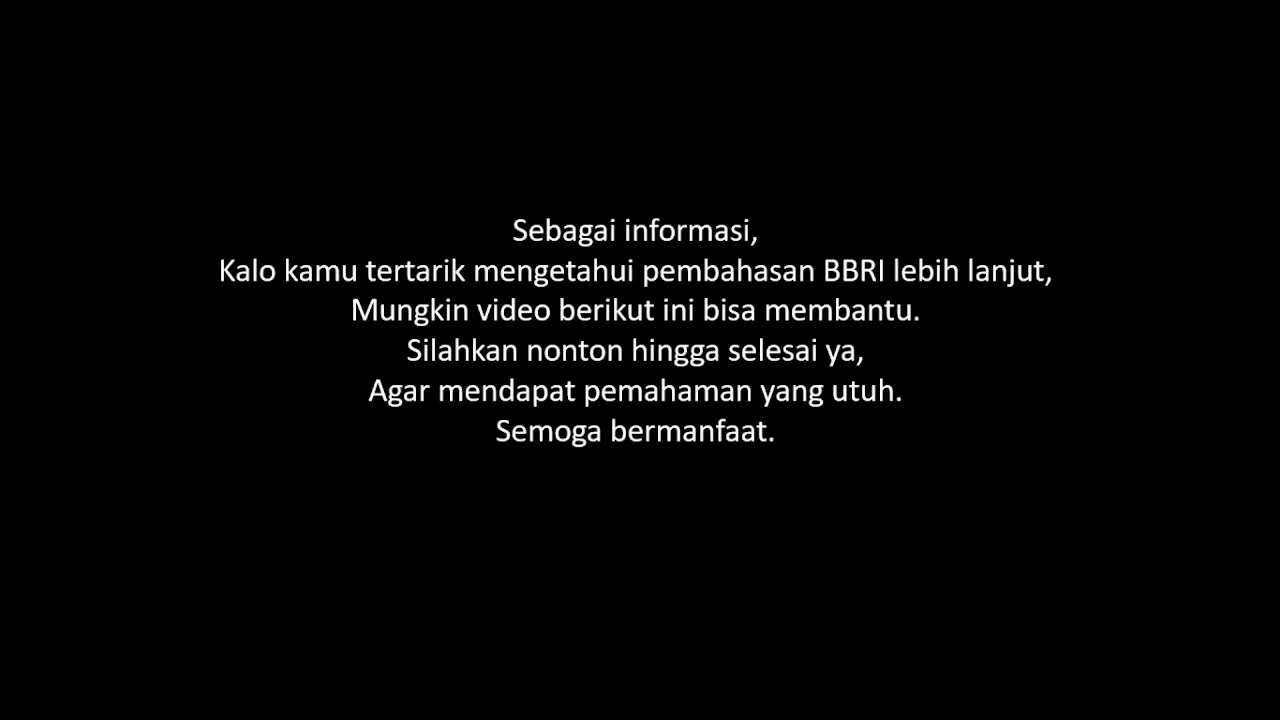 Sebagai informasi,
Kalo kamu tertarik mengetahui pembahasan BBRI lebih lanjut,
Mungkin video berikut ini bisa membantu.
Silahkan nonton hingga selesai ya,
Agar mendapat pemahaman yang utuh.
Semoga bermanfaat.